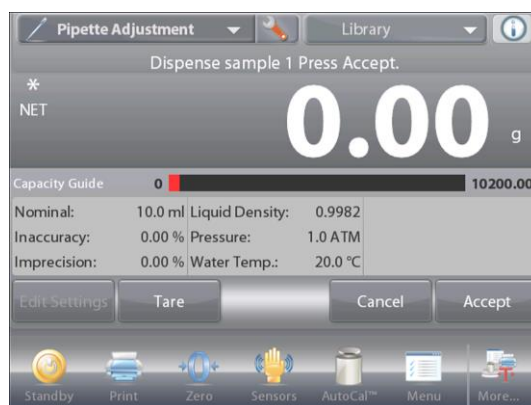 Pipette Adjustment Library
Dispense sample 1 Press Accept.
*
NET
0.00 g
Capacity Guide 0 10200.00
Nominal: 10.0 ml Liquid Density: 0.9982
Inaccuracy: 0.00 % Pressure: 1.0 ATM
Imprecision: 0.00 % Water Temp.: 20.0 °C
Edit Settings Tare Cancel Accept
Standby Print Zero Sensors AutoCal™ Menu More...